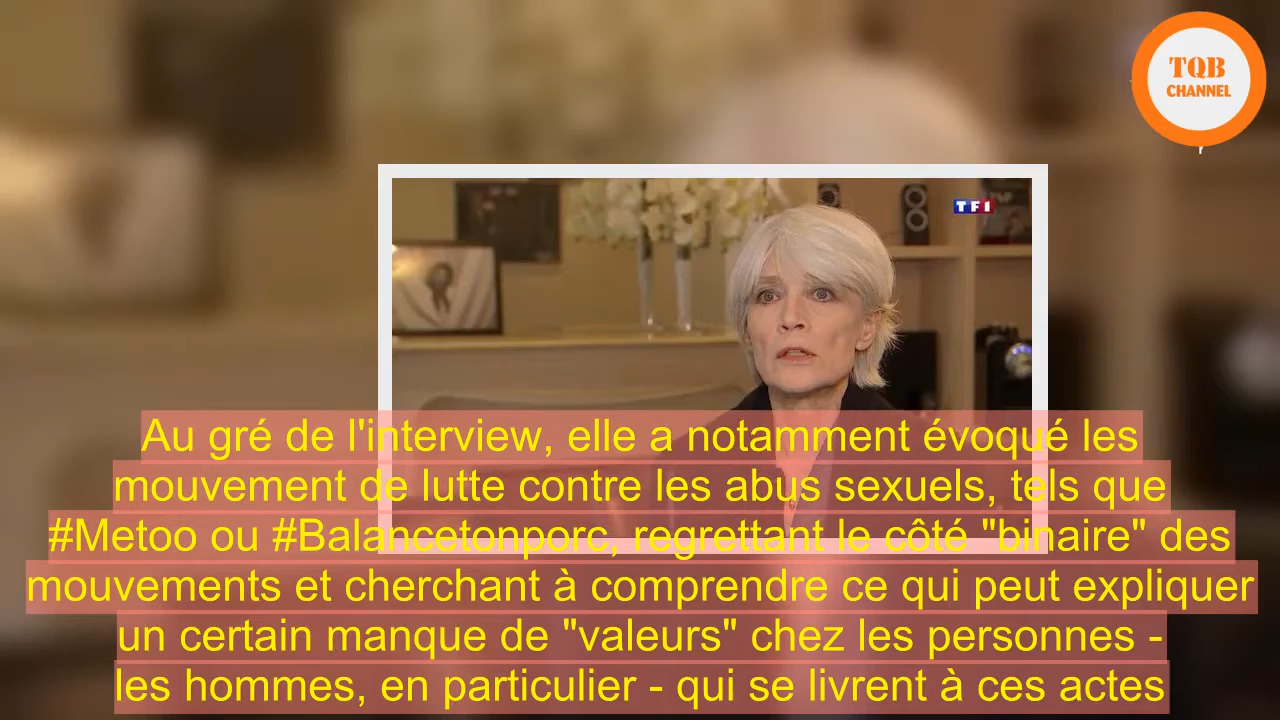 TQB
CHANNEL
TF1
Au gré de l'interview, elle a notamment évoqué les
mouvement de lutte contre les abus sexuels, tels que
#Metoo ou #Balancetonporc, regrettant le côté "binaire" des
mouvements et cherchant à comprendre ce qui peut expliquer
un certain manque de "valeurs" chez les personnes -
les hommes, en particulier - qui se livrent à ces actes